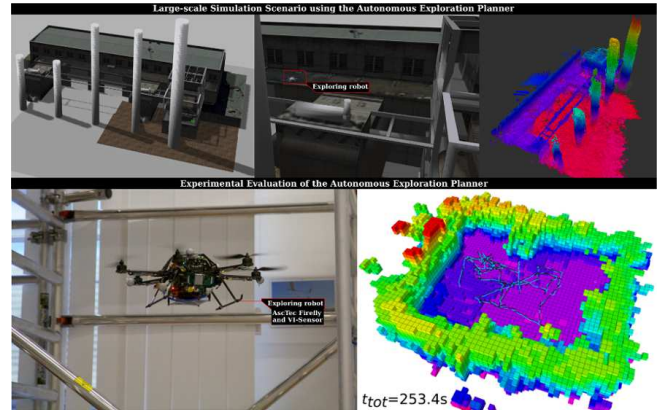 Large-scale Simulation Scenario using the Autonomous Exploration Planner
Exploring robot
Experimental Evaluation of the Autonomous Exploration Planner
Exploring robot
AscTec Firefly
and VI-Sensor
t_tot=253.4s